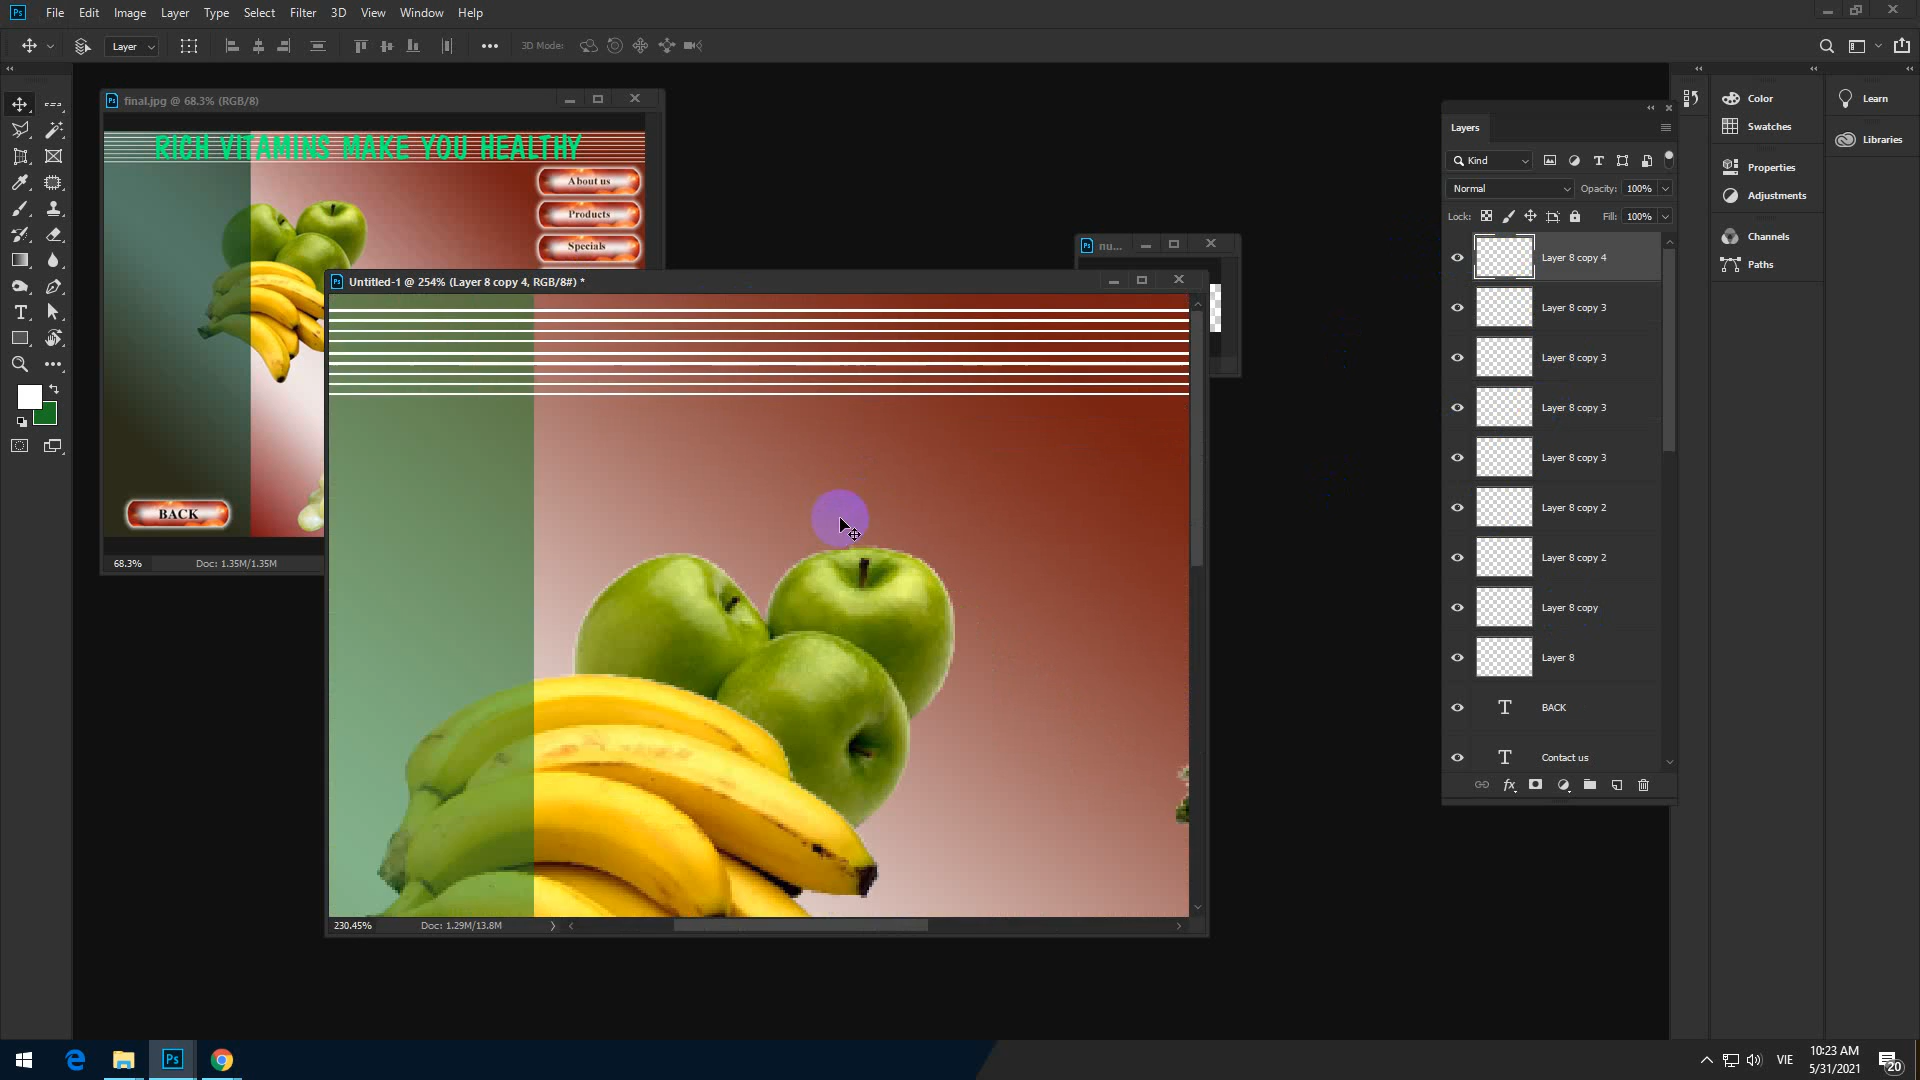 Ps File Edit Image Layer Type Select Filter 3D View Window Help
Layer 3D Mode:
final.jpg @ 68.3% (RGB/8)
RICH VITAMINS MAKE YOU HEALTHY
About us
Products
Specials
BACK
68.3% Doc: 1.35M/1.35M
nu...
Untitled-1 @ 254% (Layer 8 copy 4, RGB/8#) *
230.45% Doc: 1.29M/13.8M
Layers
Kind
Normal Opacity: 100%
Lock: Fill: 100%
Layer 8 copy 4
Layer 8 copy 3
Layer 8 copy 3
Layer 8 copy 3
Layer 8 copy 3
Layer 8 copy 2
Layer 8 copy 2
Layer 8 copy
Layer 8
T BACK
T Contact us
fx
Color
Swatches
Properties
Adjustments
Channels
Paths
Learn
Libraries
Ps
VIE
10:23 AM
5/31/2021
20